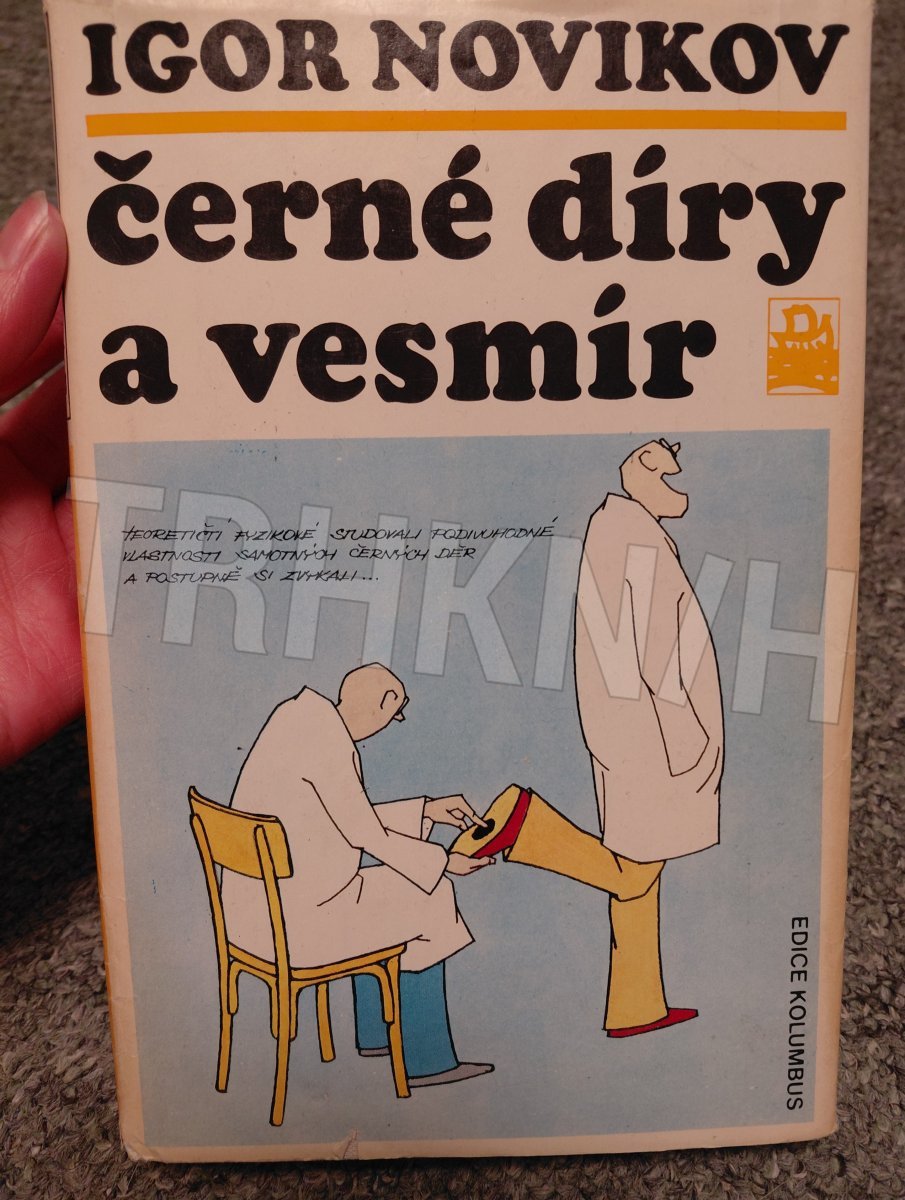 IGOR NOVIKOV
černé díry
a vesmír
TEORETIČTÍ FYZIKOVÉ STUDOVALI PODIVUHODNÉ
VLASTNOSTI SAMOTNÝCH ČERNÝCH DĚR
A POSTUPNĚ SI ZVYKALI...
TRHKNIH
EDICE KOLUMBUS